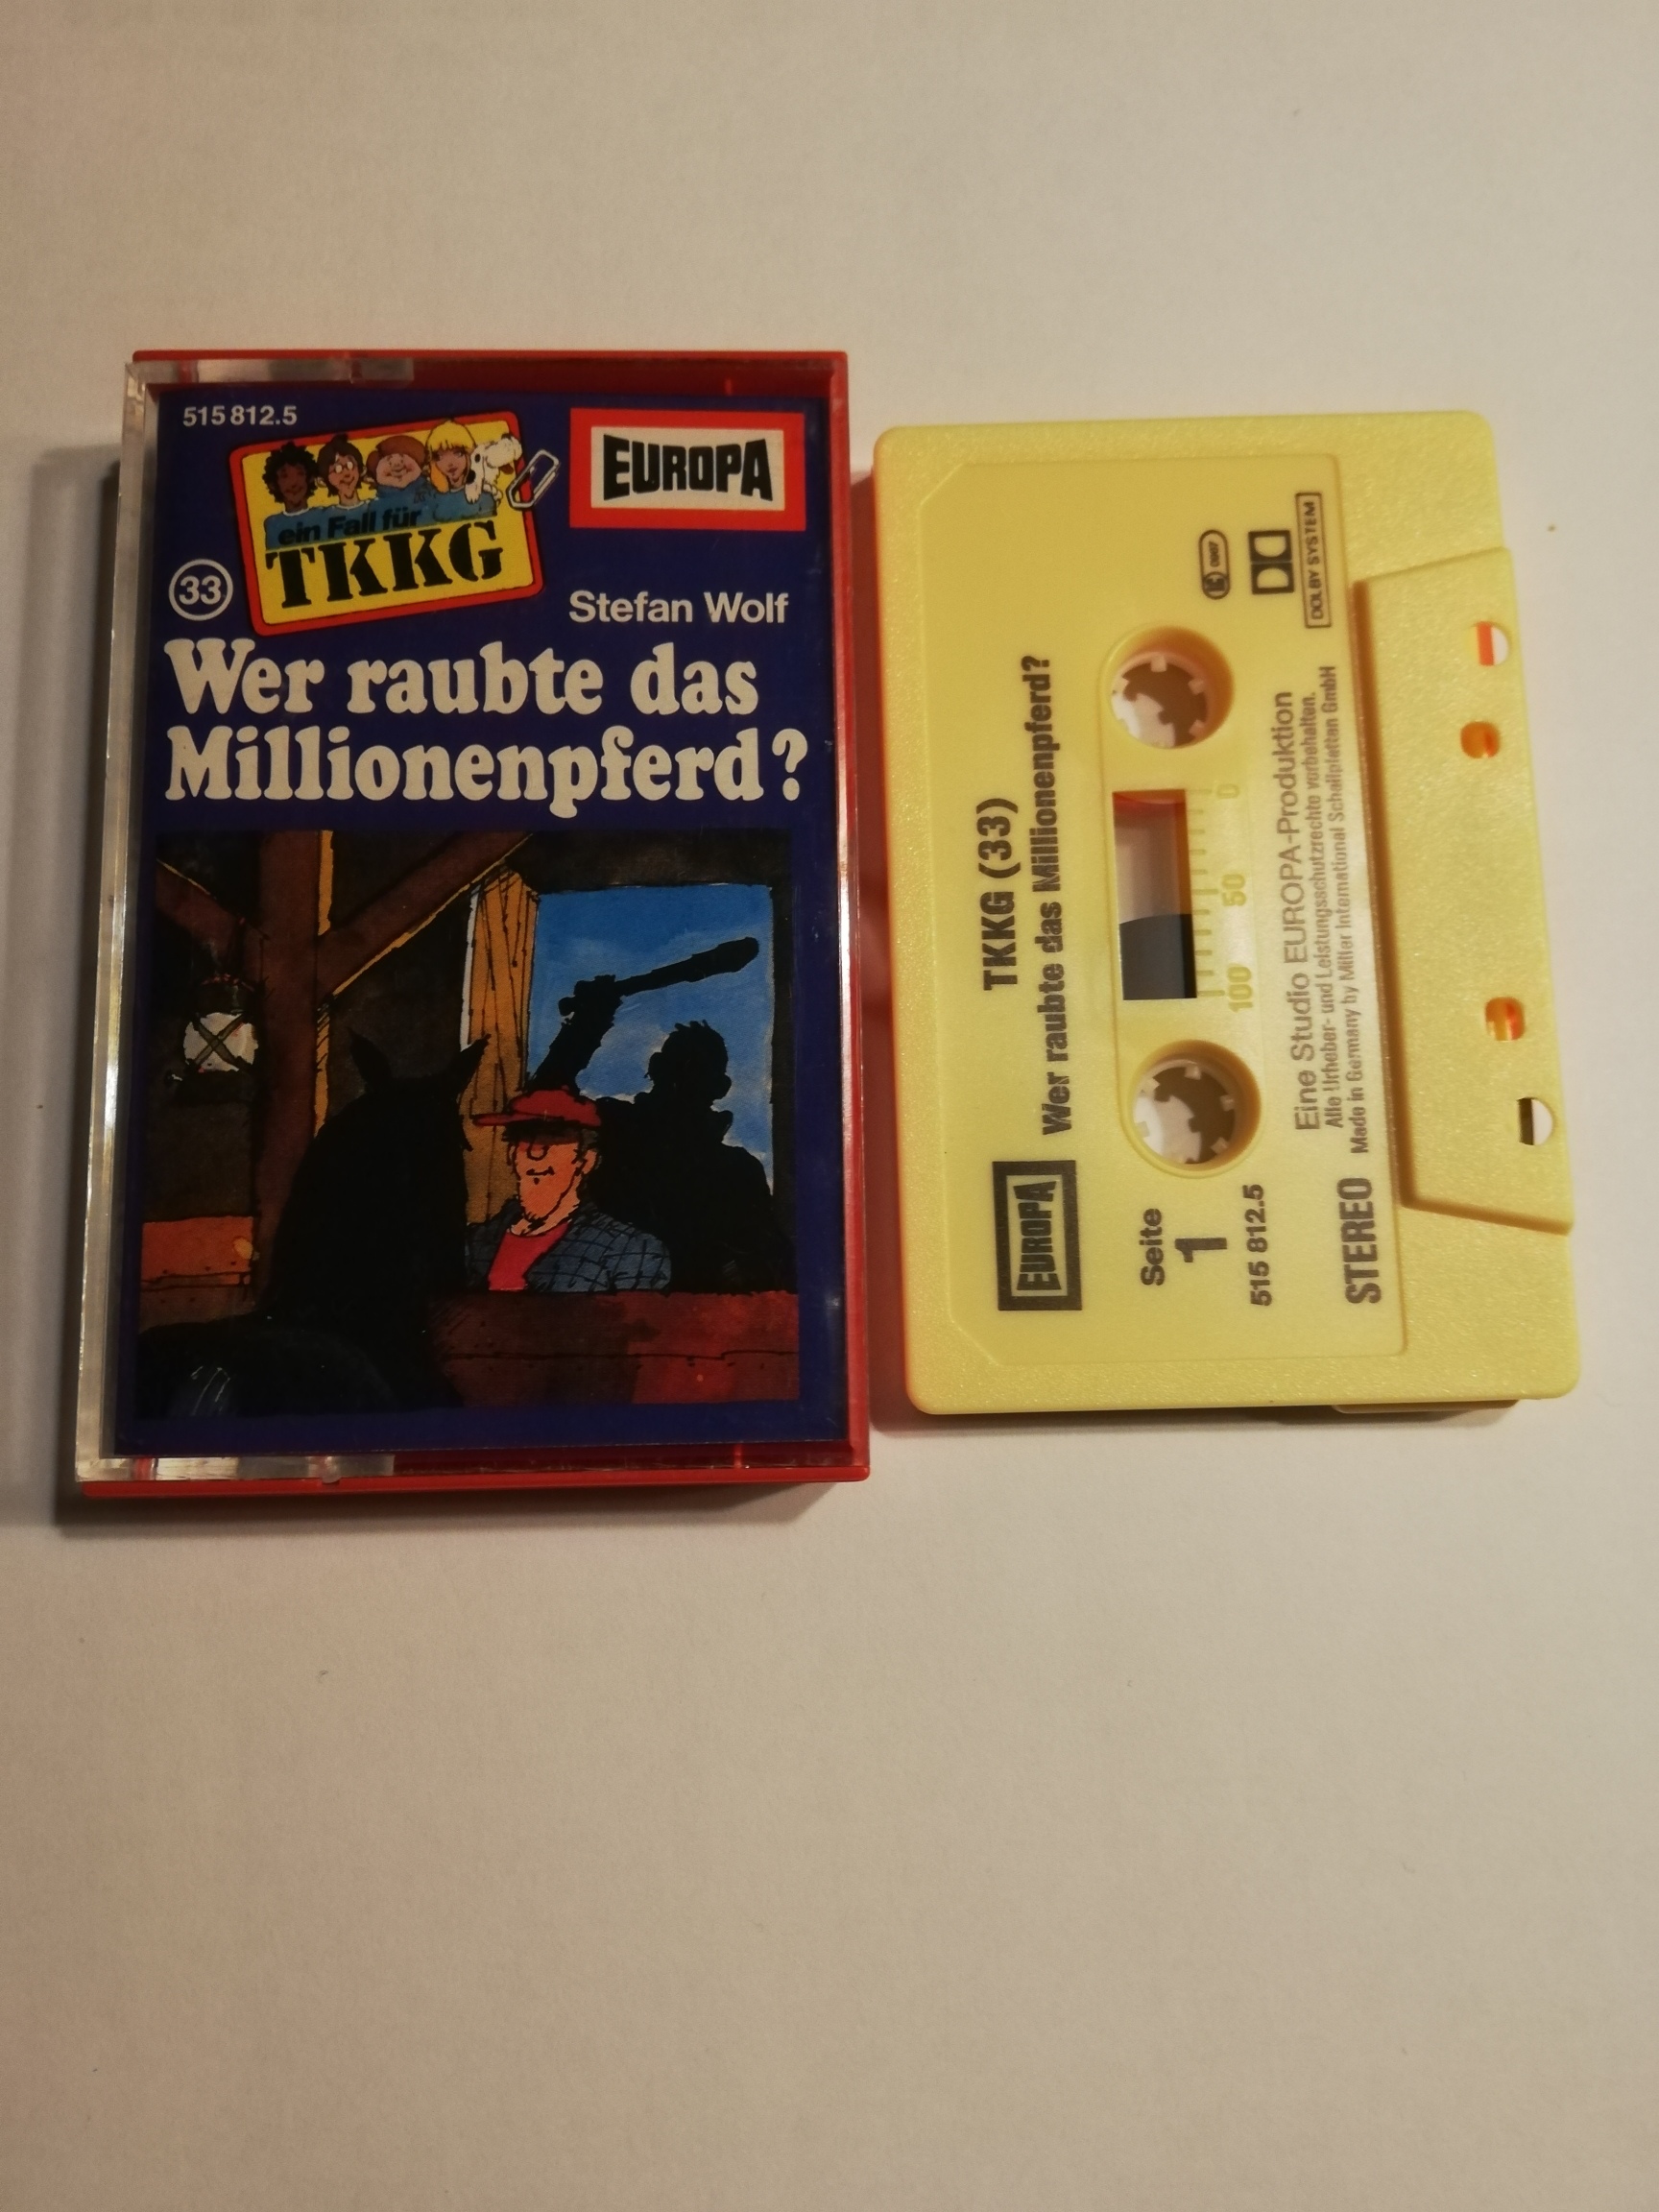 515 812.5
EUROPA
ein Fall für
TKKG
33
Stefan Wolf
Wer raubte das
Millionenpferd?
TKKG (33)
Wer raubte das Millionenpferd?
EUROPA
Seite
1
515 812.5
STEREO
100 50 0
Eine Studio EUROPA-Produktion
Alle Urheber- und Leistungsschutzrechte vorbehalten.
Made in Germany by Miller International Schallplatten GmbH
DOLBY SYSTEM